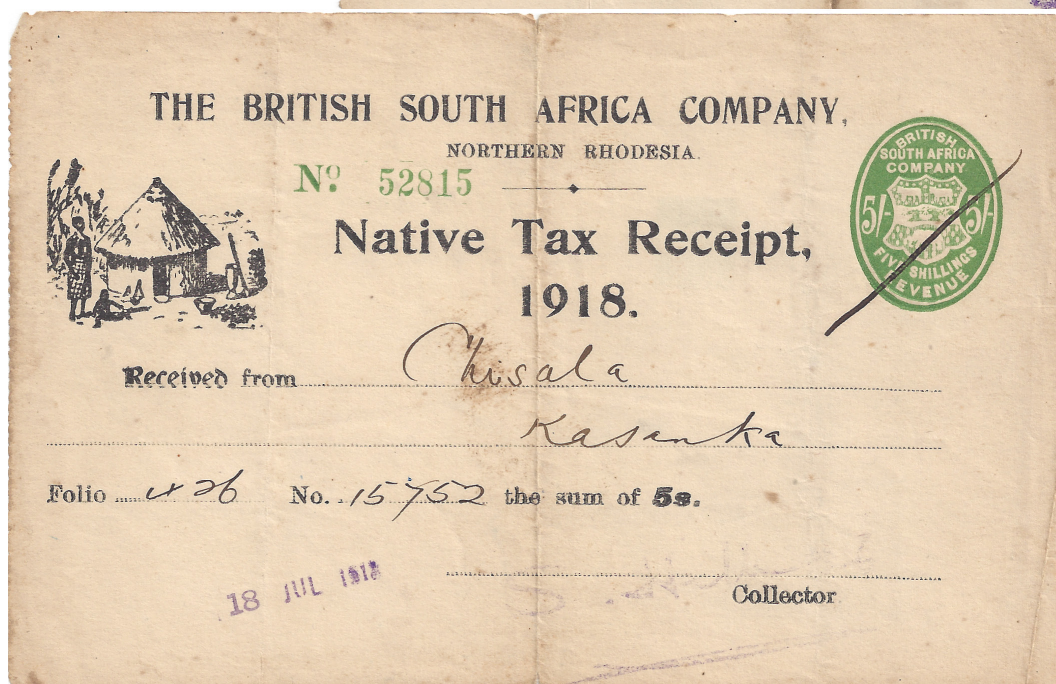 THE BRITISH SOUTH AFRICA COMPANY,
NORTHERN RHODESIA.
No. 52815
BRITISH
SOUTH AFRICA
COMPANY
5/- 5/-
FIVE SHILLINGS
REVENUE
Native Tax Receipt,
1918.
Received from Chisala
Kasanka
Folio 426 No. 15752 the sum of 5s.
18 JUL 1918
Collector